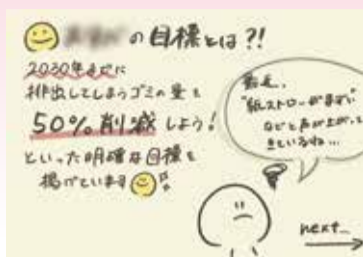 の目標とは?!
2030年までに
排出してしまうゴミの量を
50%削減しよう!
といった明確な目標を
掲げています
最近、
"紙ストローがまずい"
などと声が上がって
きているね…
next...